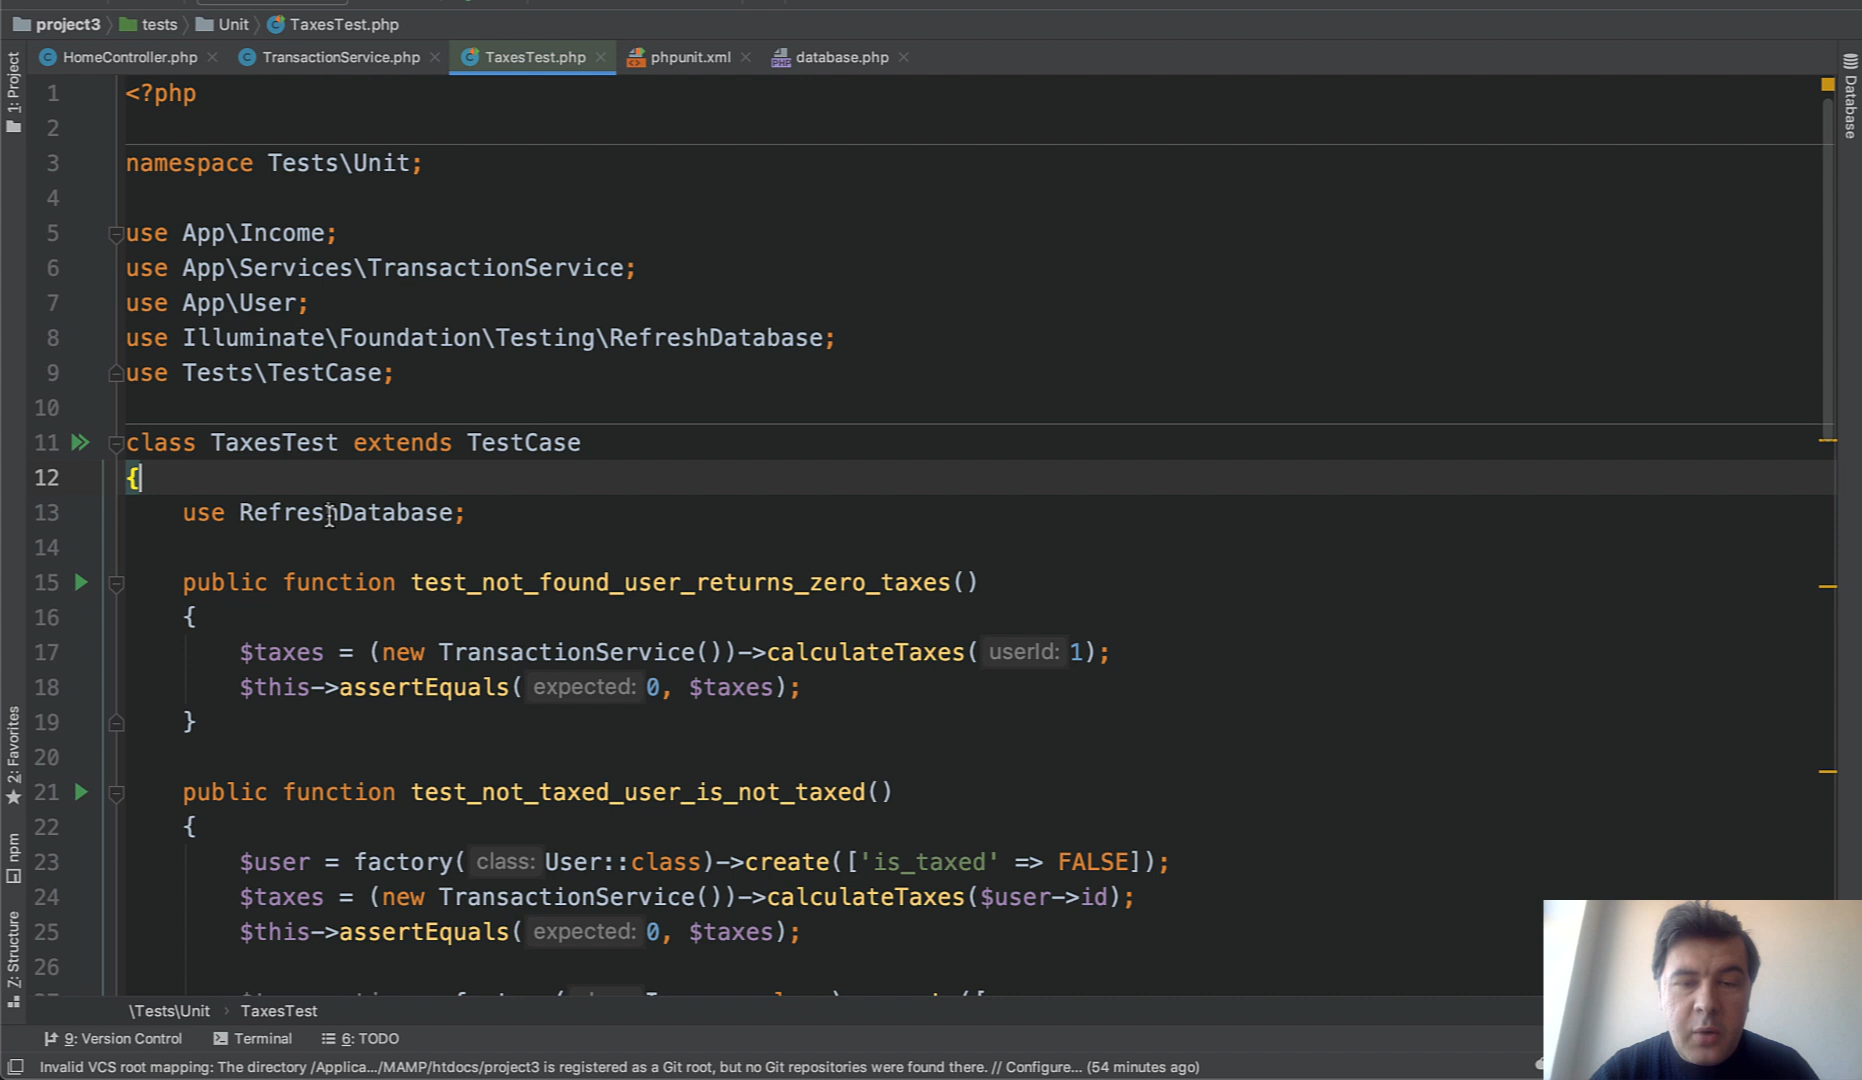 project3 tests Unit TaxesTest.php
HomeController.php TransactionService.php TaxesTest.php phpunit.xml database.php
1: Project
Database
1 <?php
2
3 namespace Tests\Unit;
4
5 use App\Income;
6 use App\Services\TransactionService;
7 use App\User;
8 use Illuminate\Foundation\Testing\RefreshDatabase;
9 use Tests\TestCase;
10
11 class TaxesTest extends TestCase
12 {
13 use RefreshDatabase;
14
15 public function test_not_found_user_returns_zero_taxes()
16 {
17 $taxes = (new TransactionService())->calculateTaxes( userId: 1);
18 $this->assertEquals( expected: 0, $taxes);
19 }
20
21 public function test_not_taxed_user_is_not_taxed()
22 {
23 $user = factory( class: User::class)->create(['is_taxed' => FALSE]);
24 $taxes = (new TransactionService())->calculateTaxes($user->id);
25 $this->assertEquals( expected: 0, $taxes);
26
2: Favorites
npm
Z: Structure
\Tests\Unit › TaxesTest
9: Version Control Terminal 6: TODO
Invalid VCS root mapping: The directory /Applica.../MAMP/htdocs/project3 is registered as a Git root, but no Git repositories were found there. // Configure... (54 minutes ago)